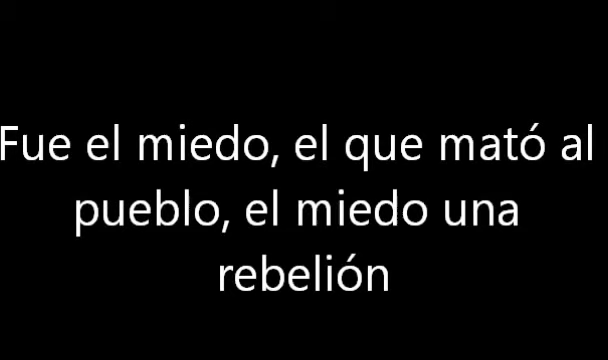 Fue el miedo, el que mató al
pueblo, el miedo una
rebelión